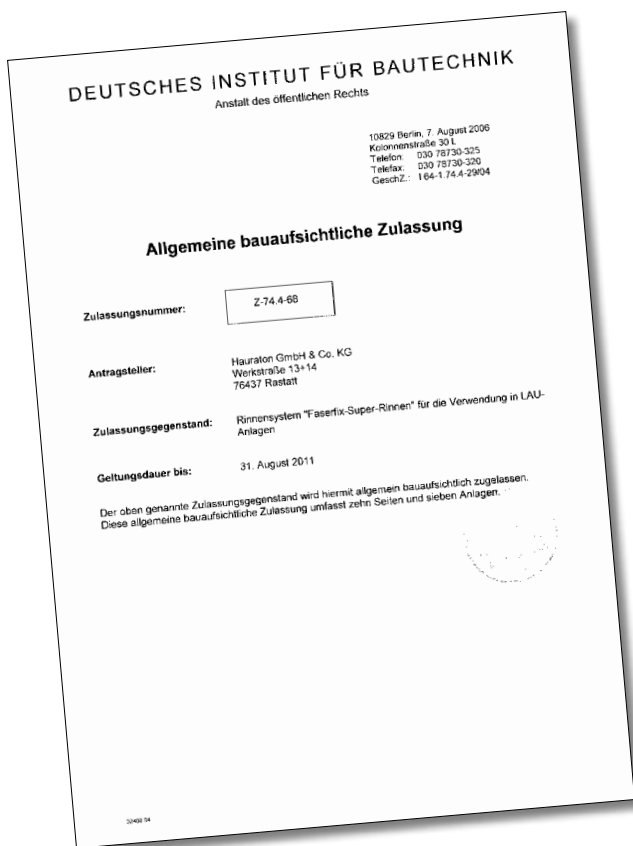 DEUTSCHES INSTITUT FÜR BAUTECHNIK
Anstalt des öffentlichen Rechts
10829 Berlin, 7. August 2006
Kolonnenstraße 30 L
Telefon: 030 78730-325
Telefax: 030 78730-320
GeschZ.: I 64-1.74.4-29/04
Allgemeine bauaufsichtliche Zulassung
Zulassungsnummer:
Z-74.4-68
Antragsteller:
Hauraton GmbH & Co. KG
Werkstraße 13+14
76437 Rastatt
Zulassungsgegenstand:
Rinnensystem "Faserfix-Super-Rinnen" für die Verwendung in LAU-
Anlagen
Geltungsdauer bis:
31. August 2011
Der oben genannte Zulassungsgegenstand wird hiermit allgemein bauaufsichtlich zugelassen.
Diese allgemeine bauaufsichtliche Zulassung umfasst zehn Seiten und sieben Anlagen.